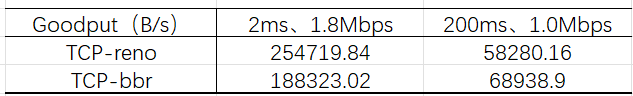 Goodput（B/s） 2ms、1.8Mbps 200ms、1.0Mbps
TCP-reno 254719.84 58280.16
TCP-bbr 188323.02 68938.9